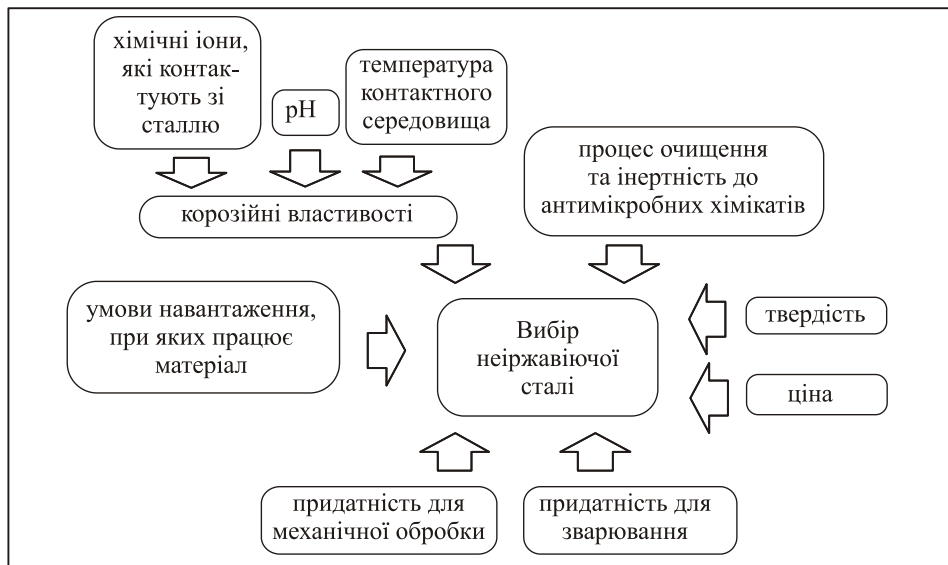 хімічні іони,
які контак-
тують зі
сталлю
рН
температура
контактного
середовища
процес очищення
та інертність до
антимікробних хімікатів
корозійні властивості
умови навантаження,
при яких працює
матеріал
Вибір
неіржавіючої
сталі
твердість
ціна
придатність для
механічної обробки
придатність для
зварювання